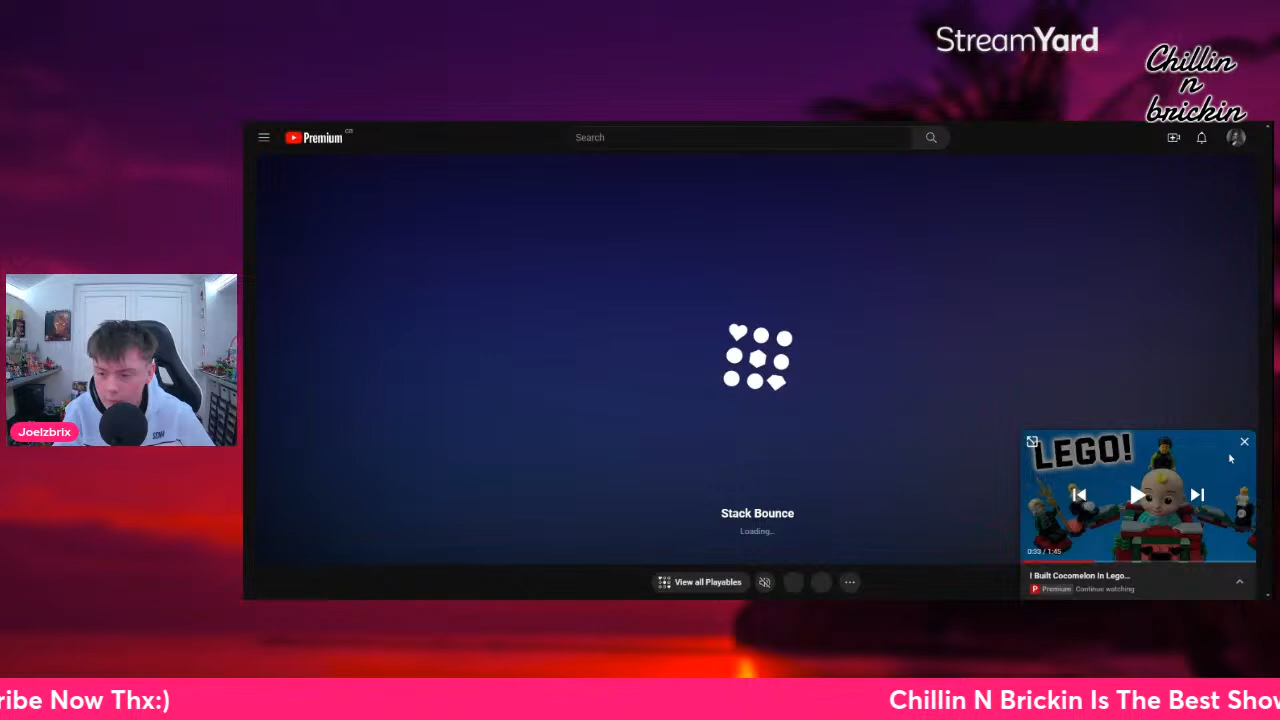 StreamYard
Chillin
n
brickin
Premium GB
Search
LEGO!
Joelzbrix
0:33 / 1:45
Stack Bounce
Loading...
I Built Cocomelon In Lego...
View all Playables
P Premium Continue watching
ribe Now Thx:)
Chillin N Brickin Is The Best Show